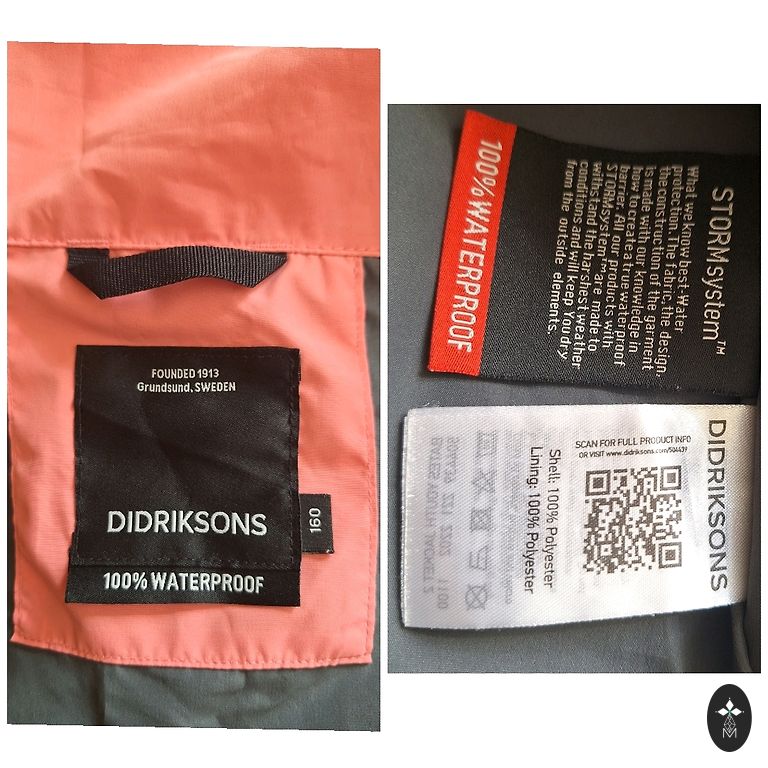 FOUNDED 1913
Grundsund, SWEDEN
DIDRIKSONS
160
100% WATERPROOF
STORMSystem™
What we know best-Water
protection. The fabric, the design,
the construction of the garment
is made with our knowledge in
how to create a true waterproof
barrier. All our products with
STORMSystem™ are made to
withstand the harshest weather
conditions and will keep You dry
from the outside elements.
100% WATERPROOF
DIDRIKSONS
SCAN FOR FULL PRODUCT INFO
OR VISIT www.didriksons.com/504439
Shell: 100% Polyester
Lining: 100% Polyester
M